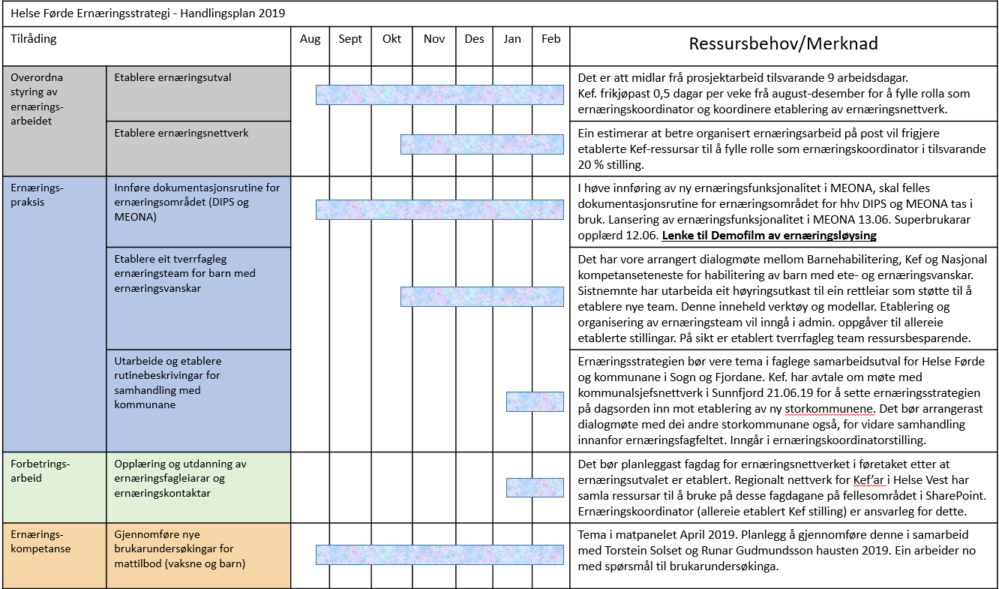 Helse Førde Ernæringsstrategi - Handlingsplan 2019
Tilråding
Aug
Sept
Okt
Nov
Des
Jan
Feb
Ressursbehov/Merknad
Overordna
styring av
ernærings-
arbeidet
Etablere ernæringsutval
Det er att midlar frå prosjektarbeid tilsvarande 9 arbeidsdagar.
Kef. frikjøpast 0,5 dagar per veke frå august-desember for å fylle rolla som
ernæringskoordinator og koordinere etablering av ernæringsnettverk.
Etablere ernæringsnettverk
Ein estimerar at betre organisert ernæringsarbeid på post vil frigjere
etablerte Kef-ressursar til å fylle rolle som ernæringskoordinator i tilsvarande
20 % stilling.
Ernærings-
praksis
Innføre dokumentasjonsrutine for
ernæringsområdet (DIPS og
MEONA)
I høve innføring av ny ernæringsfunksjonalitet i MEONA, skal felles
dokumentasjonsrutine for ernæringsområdet for hhv DIPS og MEONA tas i
bruk. Lansering av ernæringsfunksjonalitet i MEONA 13.06. Superbrukarar
opplærd 12.06. Lenke til Demofilm av ernæringsløysing
Etablere eit tverrfagleg
ernæringsteam for barn med
ernæringsvanskar
Det har vore arrangert dialogmøte mellom Barnehabilitering, Kef og Nasjonal
kompetanseteneste for habilitering av barn med ete- og ernæringsvanskar.
Sistnemnte har utarbeida eit høyringsutkast til ein rettleiar som støtte til å
etablere nye team. Denne inneheld verktøy og modellar. Etablering og
organisering av ernæringsteam vil inngå i admin. oppgåver til allereie
etablerte stillingar. På sikt er etablert tverrfagleg team ressursbesparende.
Utarbeide og etablere
rutinebeskrivingar for
samhandling med
kommunane
Ernæringsstrategien bør vere tema i faglege samarbeidsutval for Helse Førde
og kommunane i Sogn og Fjordane. Kef. har avtale om møte med
kommunalsjefsnettverk i Sunnfjord 21.06.19 for å sette ernæringsstrategien
på dagsorden inn mot etablering av ny storkommunene. Det bør arrangerast
dialogmøte med dei andre storkommunane også, for vidare samhandling
innanfor ernæringsfagfeltet. Inngår i ernæringskoordinatorstilling.
Forbetrings-
arbeid
Opplæring og utdanning av
ernæringsfagleiarar og
ernæringskontaktar
Det bør planleggast fagdag for ernæringsnettverket i føretaket etter at
ernæringsutvalet er etablert. Regionalt nettverk for Kef'ar i Helse Vest har
samla ressursar til å bruke på desse fagdagane på fellesområdet i SharePoint.
Ernæringskoordinator (allereie etablert Kef stilling) er ansvarleg for dette.
Ernærings-
kompetanse
Gjennomføre nye
brukarundersøkingar for
mattilbod (vaksne og barn)
Tema i matpanelet April 2019. Planlegg å gjennomføre denne i samarbeid
med Torstein Solset og Runar Gudmundsson hausten 2019. Ein arbeider no
med spørsmål til brukarundersøkinga.